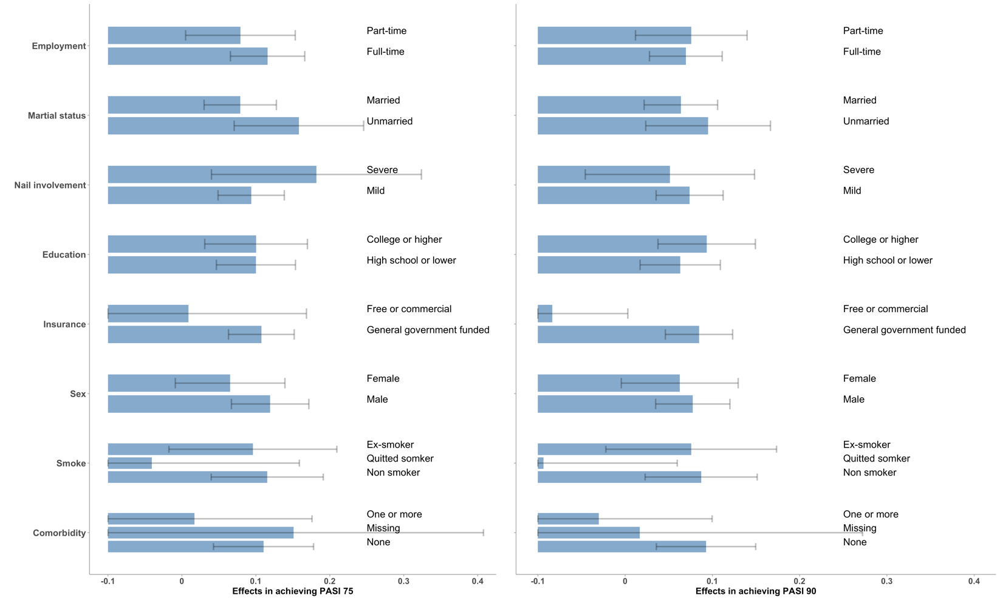 Employment
Part-time
Full-time
Part-time
Full-time
Martial status
Married
Unmarried
Married
Unmarried
Nail involvement
Severe
Mild
Severe
Mild
Education
College or higher
High school or lower
College or higher
High school or lower
Insurance
Free or commercial
General government funded
Free or commercial
General government funded
Sex
Female
Male
Female
Male
Smoke
Ex-smoker
Quitted somker
Non smoker
Ex-smoker
Quitted somker
Non smoker
Comorbidity
One or more
Missing
None
One or more
Missing
None
-0.1 0 0.1 0.2 0.3 0.4
Effects in achieving PASI 75
-0.1 0 0.1 0.2 0.3 0.4
Effects in achieving PASI 90